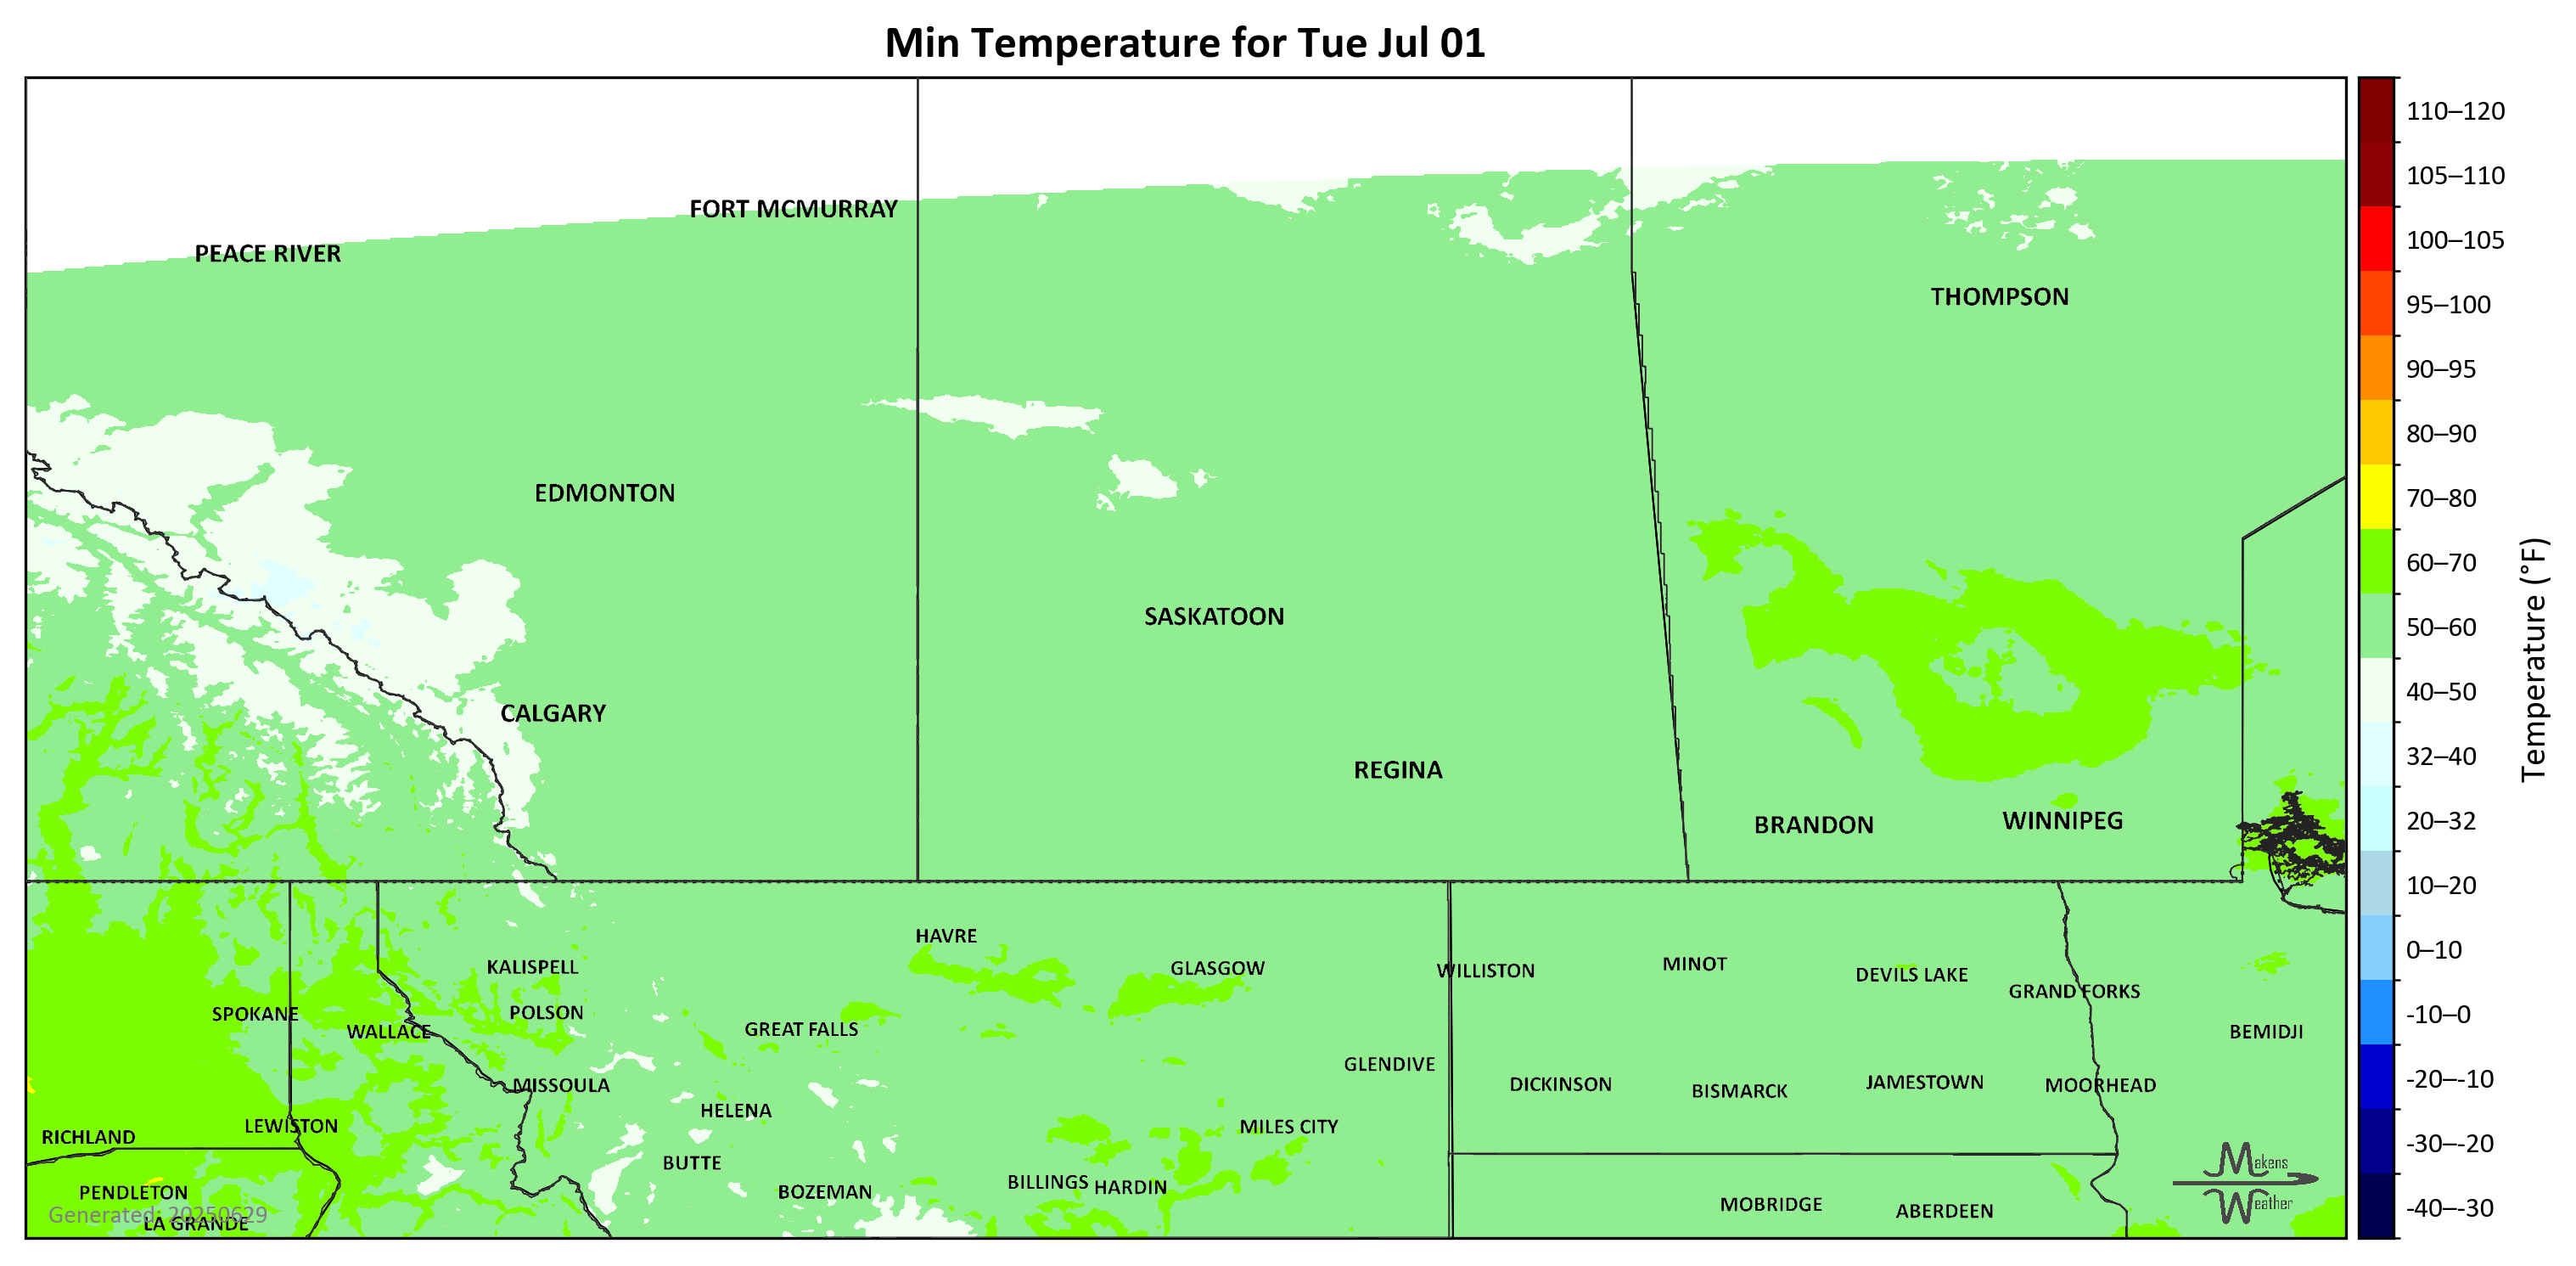 Min Temperature for Tue Jul 01
110–120
105–110
FORT MCMURRAY
PEACE RIVER
100–105
THOMPSON
95–100
90–95
80–90
EDMONTON
70–80
60–70
SASKATOON
50–60
Temperature (°F)
40–50
CALGARY
32–40
REGINA
20–32
BRANDON
WINNIPEG
10–20
HAVRE
0–10
KALISPELL
GLASGOW
WILLISTON
MINOT
DEVILS LAKE
GRAND FORKS
-10–0
SPOKANE
POLSON
WALLACE
GREAT FALLS
BEMIDJI
GLENDIVE
-20–-10
MISSOULA
DICKINSON
BISMARCK
JAMESTOWN
MOORHEAD
HELENA
LEWISTON
MILES CITY
RICHLAND
-30–-20
BUTTE
Makens
Weather
PENDLETON
BOZEMAN
BILLINGS
HARDIN
MOBRIDGE
ABERDEEN
-40–-30
Generated: 20250629
LA GRANDE